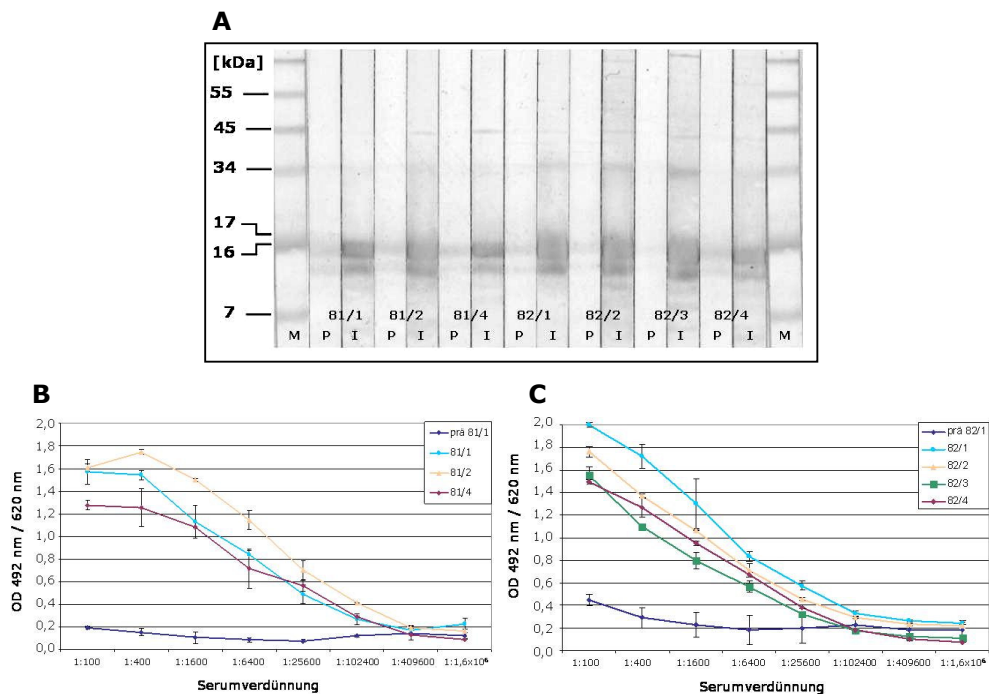 A
[kDa]
55
45
34
17
16
7
81/1 81/2 81/4 82/1 82/2 82/3 82/4
M P I P I P I P I P I P I P I M
B
OD 492 nm / 620 nm
2,0
1,8
1,6
1,4
1,2
1,0
0,8
0,6
0,4
0,2
0,0
1:100 1:400 1:1600 1:6400 1:25600 1:102400 1:409600 1:1,6x10⁶
Serumverdünnung
prä 81/1
81/1
81/2
81/4
C
OD 492 nm / 620 nm
2,0
1,8
1,6
1,4
1,2
1,0
0,8
0,6
0,4
0,2
0,0
1:100 1:400 1:1600 1:6400 1:25600 1:102400 1:409600 1:1,6x10⁶
Serumverdünnung
prä 82/1
82/1
82/2
82/3
82/4